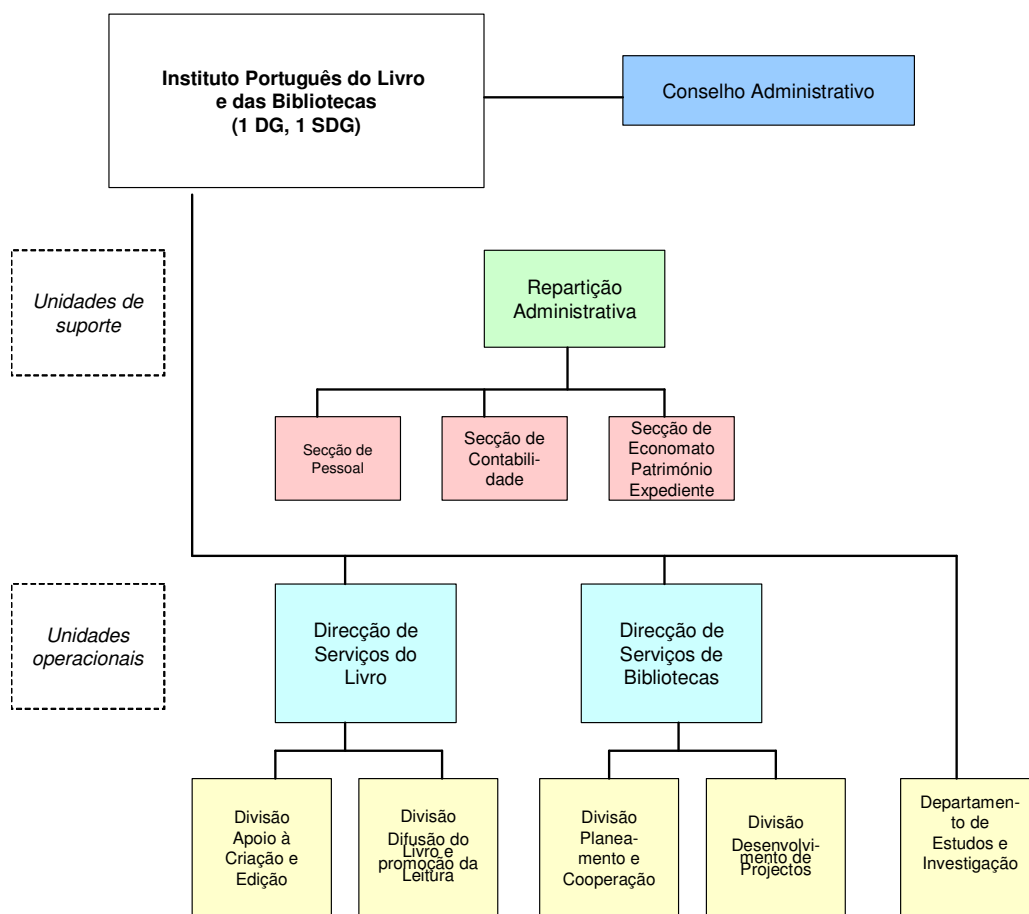 Instituto Português do Livro
e das Bibliotecas
(1 DG, 1 SDG)
Conselho Administrativo
Unidades de
suporte
Repartição
Administrativa
Secção de
Pessoal
Secção de
Contabili-
dade
Secção de
Economato
Património
Expediente
Unidades
operacionais
Direcção de
Serviços do
Livro
Direcção de
Serviços de
Bibliotecas
Divisão
Apoio à
Criação e
Edição
Divisão
Difusão do
Livro e
promoção da
Leitura
Divisão
Planea-
mento e
Cooperação
Divisão
Desenvolvi-
mento de
Projectos
Departamen-
to de
Estudos e
Investigação